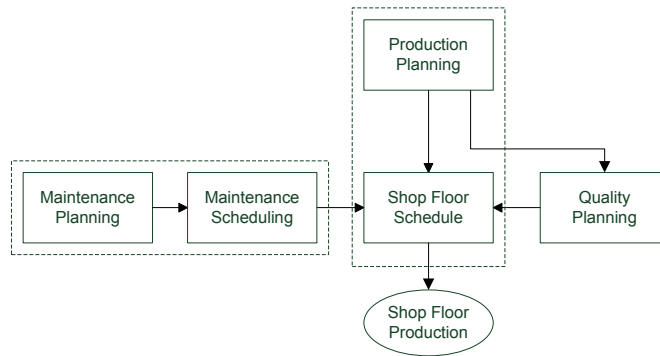 Production
Planning
Maintenance
Planning
Maintenance
Scheduling
Shop Floor
Schedule
Quality
Planning
Shop Floor
Production